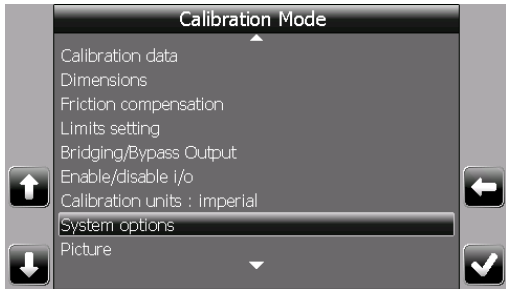 Calibration Mode
Calibration data
Dimensions
Friction compensation
Limits setting
Bridging/Bypass Output
Enable/disable i/o
Calibration units : imperial
System options
Picture